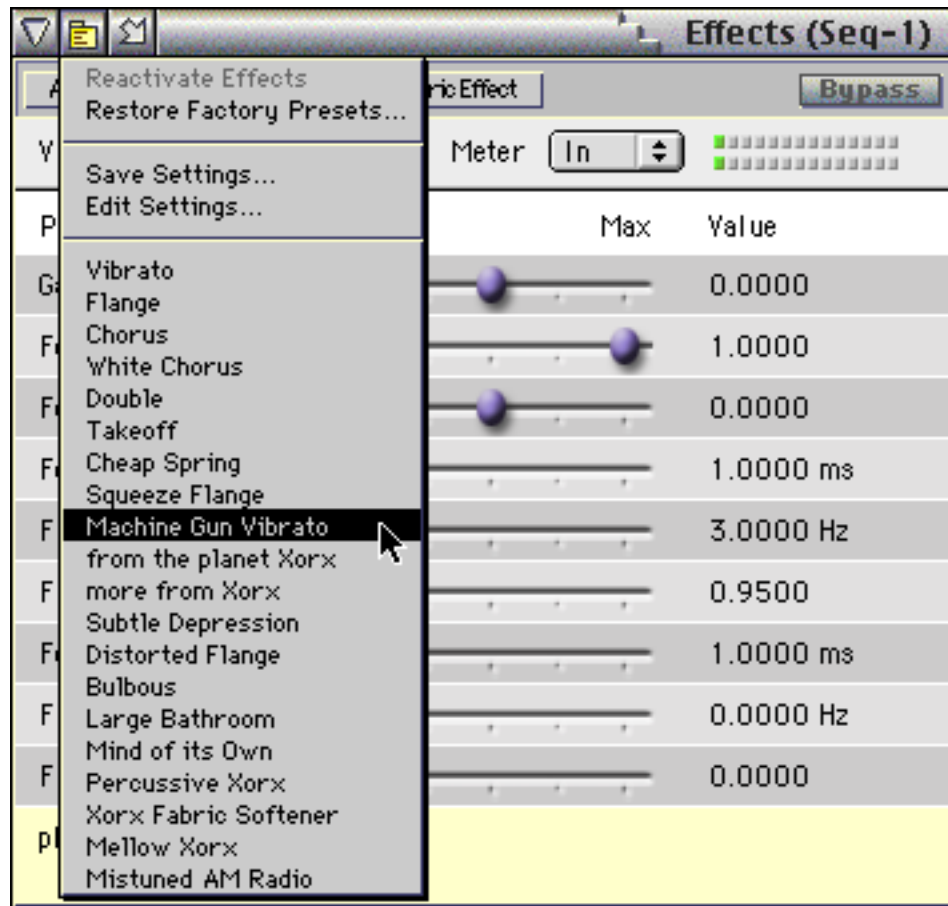 Effects (Seq-1)
ric Effect
Bypass
Meter In
Max Value
0.0000
1.0000
0.0000
1.0000 ms
3.0000 Hz
0.9500
1.0000 ms
0.0000 Hz
0.0000
Reactivate Effects
Restore Factory Presets...
Save Settings...
Edit Settings...
Vibrato
Flange
Chorus
White Chorus
Double
Takeoff
Cheap Spring
Squeeze Flange
Machine Gun Vibrato
from the planet Xorx
more from Xorx
Subtle Depression
Distorted Flange
Bulbous
Large Bathroom
Mind of its Own
Percussive Xorx
Xorx Fabric Softener
Mellow Xorx
Mistuned AM Radio